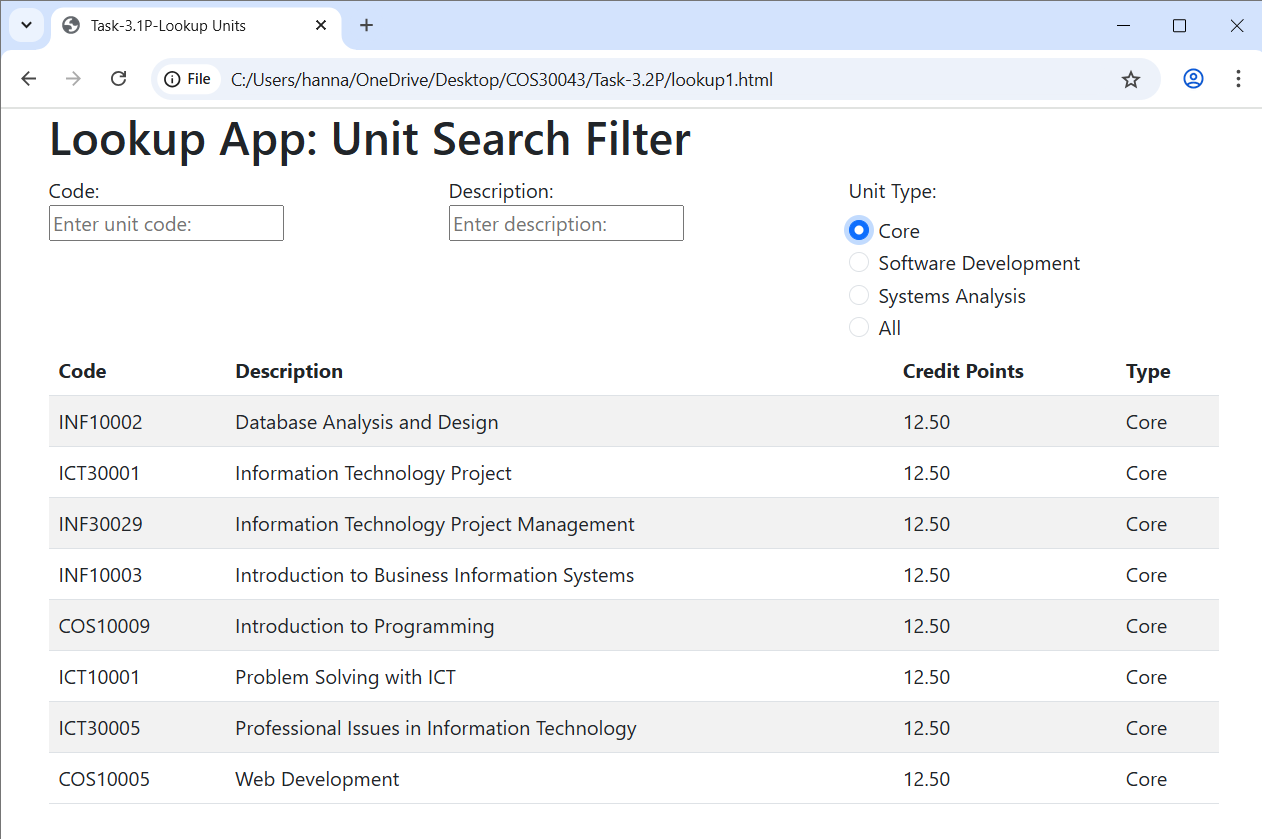 Task-3.1P-Lookup Units
File C:/Users/hanna/OneDrive/Desktop/COS30043/Task-3.2P/lookup1.html
Lookup App: Unit Search Filter
Code:
Enter unit code:
Description:
Enter description:
Unit Type:
Core
Software Development
Systems Analysis
All
Code Description Credit Points Type
INF10002 Database Analysis and Design 12.50 Core
ICT30001 Information Technology Project 12.50 Core
INF30029 Information Technology Project Management 12.50 Core
INF10003 Introduction to Business Information Systems 12.50 Core
COS10009 Introduction to Programming 12.50 Core
ICT10001 Problem Solving with ICT 12.50 Core
ICT30005 Professional Issues in Information Technology 12.50 Core
COS10005 Web Development 12.50 Core